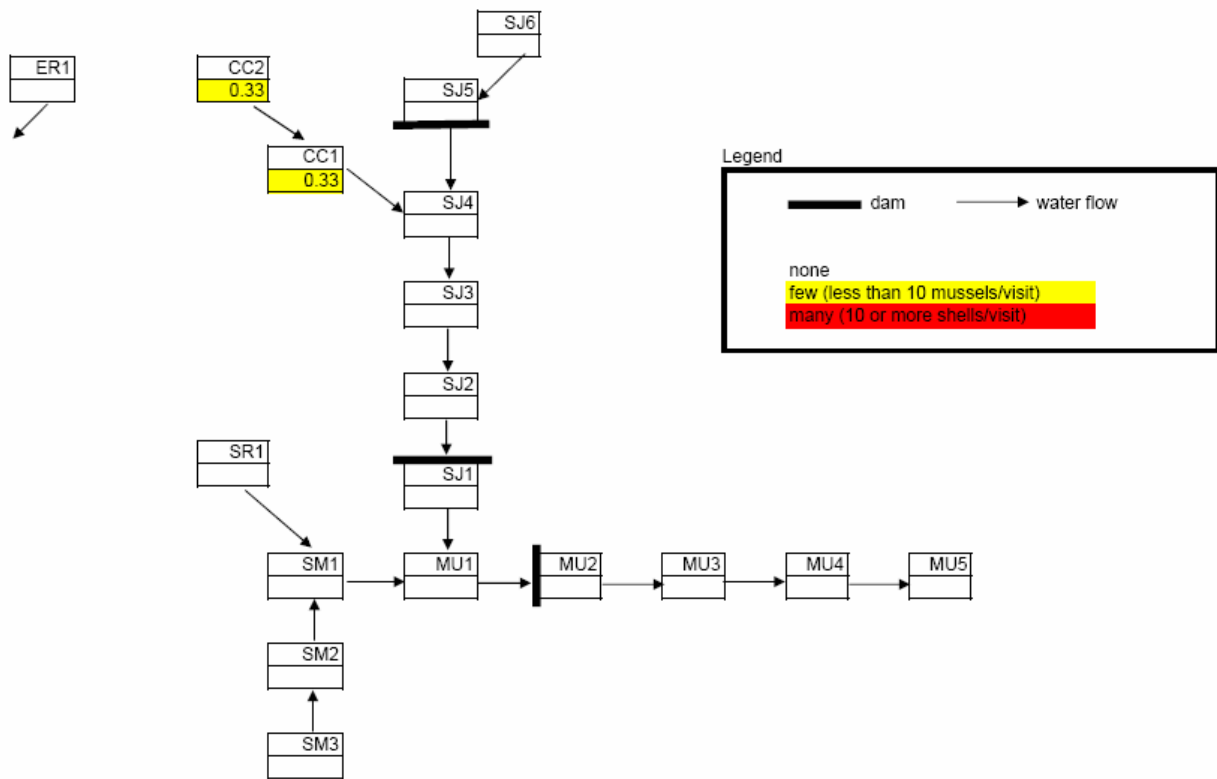 SJ6
ER1
CC2
0.33
SJ5
CC1
0.33
Legend
SJ4
dam
water flow
none
few (less than 10 mussels/visit)
many (10 or more shells/visit)
SJ3
SJ2
SR1
SJ1
SM1
MU1
MU2
MU3
MU4
MU5
SM2
SM3